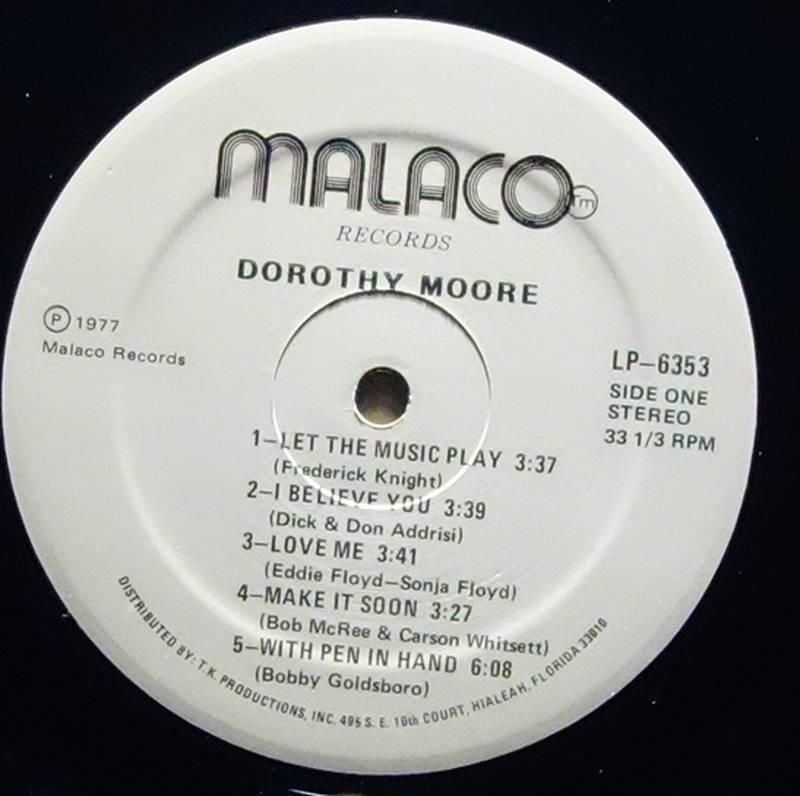 MALACO Tm
RECORDS
DOROTHY MOORE
Ⓟ 1977
Malaco Records
LP–6353
SIDE ONE
STEREO
33 1/3 RPM
1–LET THE MUSIC PLAY 3:37
(Frederick Knight)
2–I BELIEVE YOU 3:39
(Dick & Don Addrisi)
3–LOVE ME 3:41
(Eddie Floyd–Sonja Floyd)
4–MAKE IT SOON 3:27
(Bob McRee & Carson Whitsett)
5–WITH PEN IN HAND 6:08
(Bobby Goldsboro)
DISTRIBUTED BY: T.K. PRODUCTIONS, INC. 495 S. E. 10th COURT, HIALEAH, FLORIDA 33010